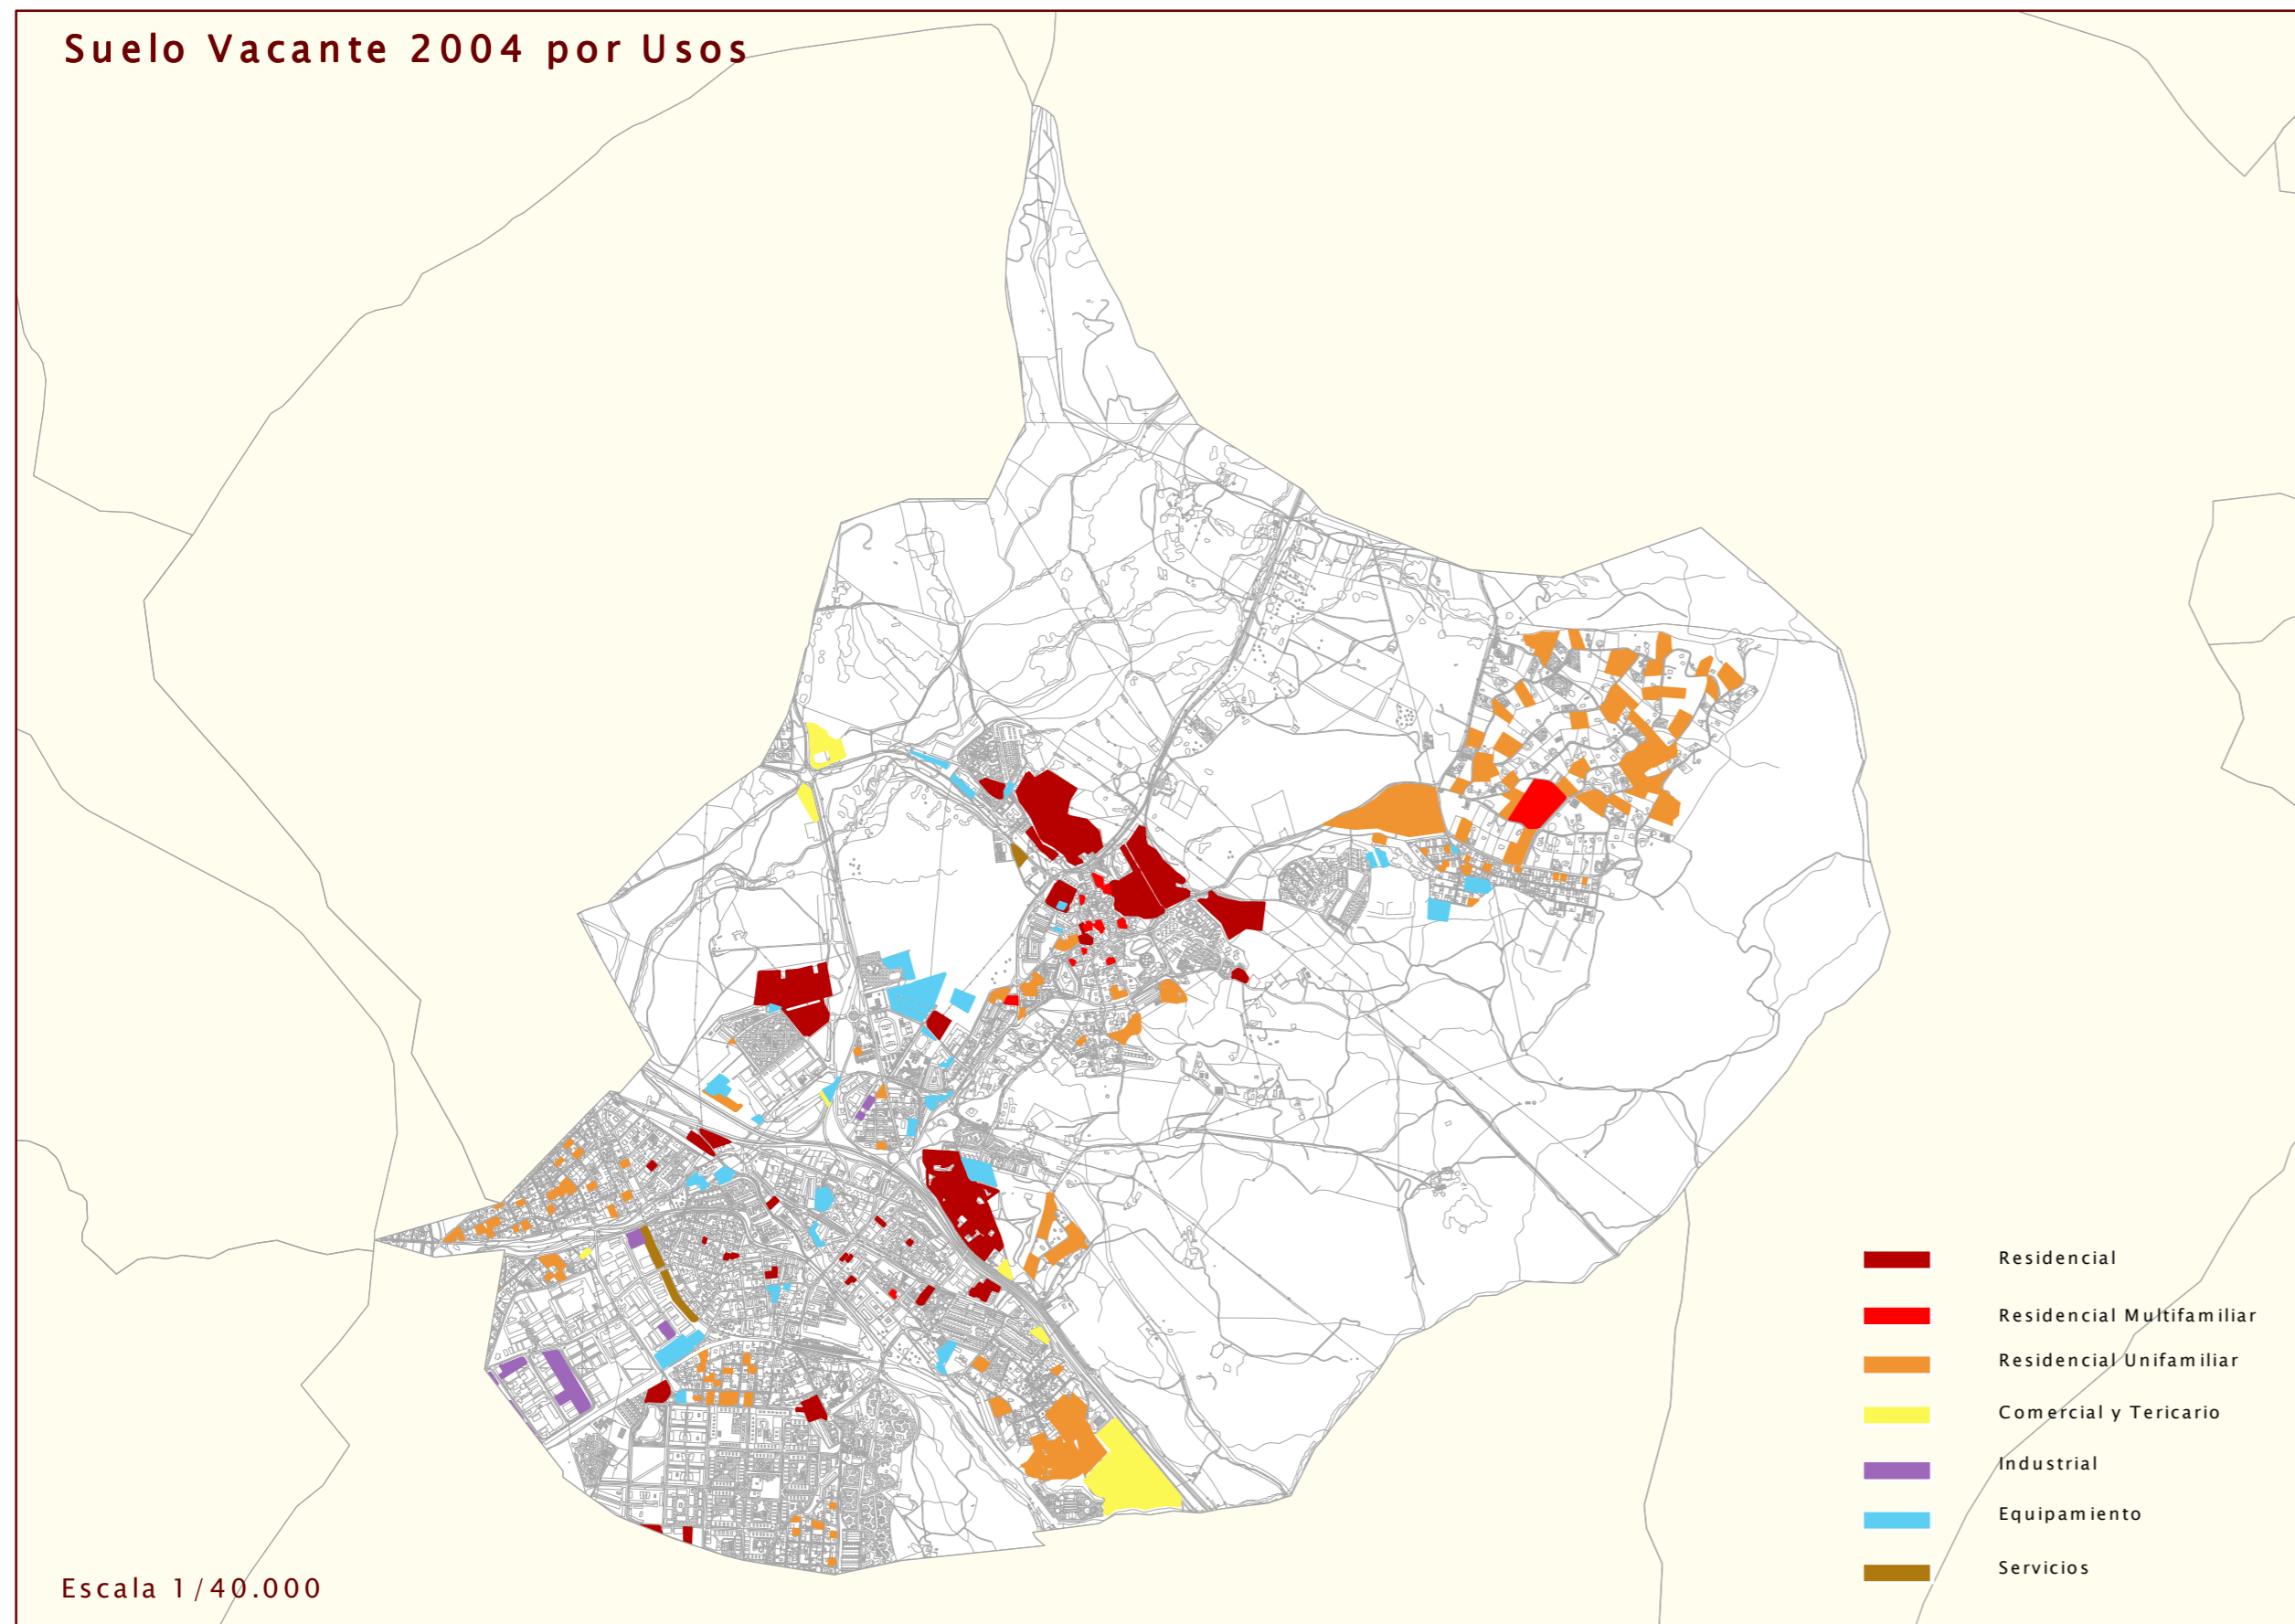 Suelo Vacante 2004 por Usos
Residencial
Residencial Multifamiliar
Residencial Unifamiliar
Comercial y Tericario
Industrial
Equipamiento
Servicios
Escala 1/40.000